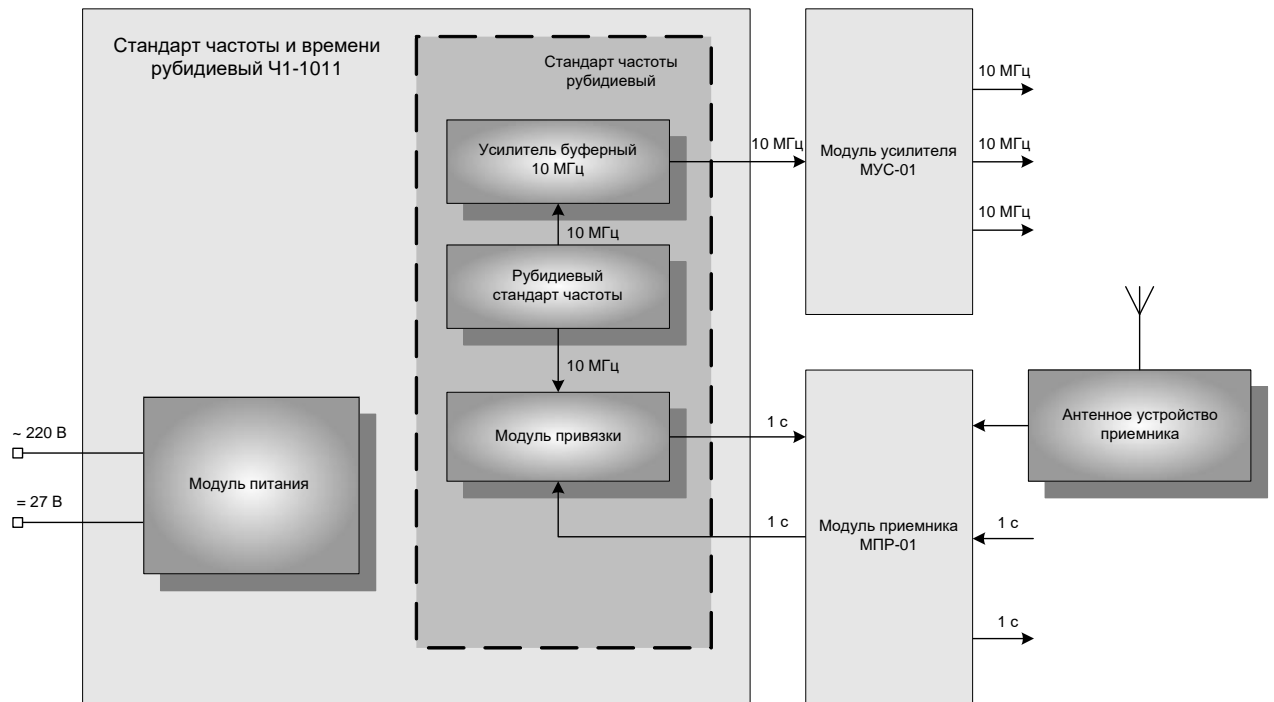 Стандарт частоты и времени
рубидиевый Ч1-1011
Стандарт частоты
рубидиевый
Усилитель буферный
10 МГц
10 МГц
Рубидиевый
стандарт частоты
10 МГц
Модуль привязки
Модуль питания
~ 220 В
= 27 В
10 МГц
Модуль усилителя
МУС-01
10 МГц
10 МГц
10 МГц
1 с
1 с
Модуль приемника
МПР-01
Антенное устройство
приемника
1 с
1 с